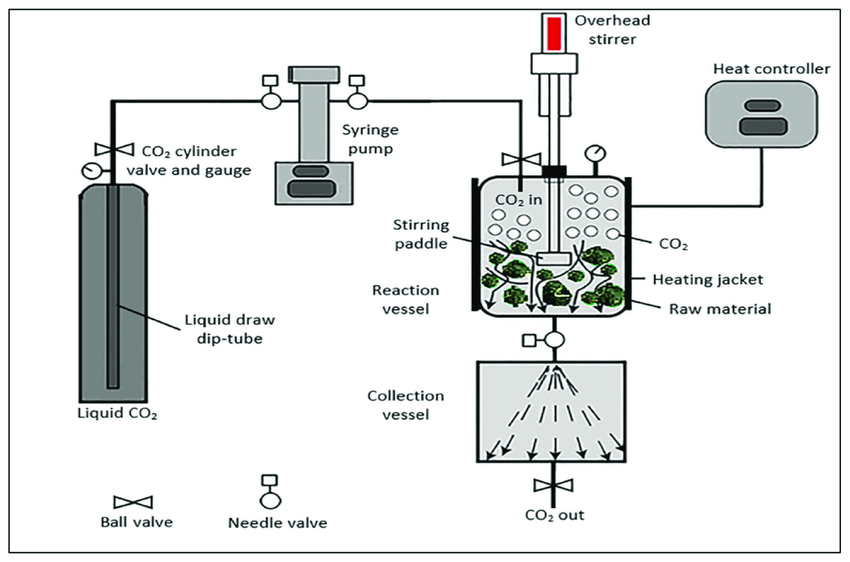 Overhead
stirrer
Heat controller
Syringe
pump
CO₂ cylinder
valve and gauge
CO₂ in
Stirring
paddle
CO₂
Heating jacket
Reaction
vessel
Raw material
Liquid draw
dip-tube
Collection
vessel
Liquid CO₂
Ball valve
Needle valve
CO₂ out